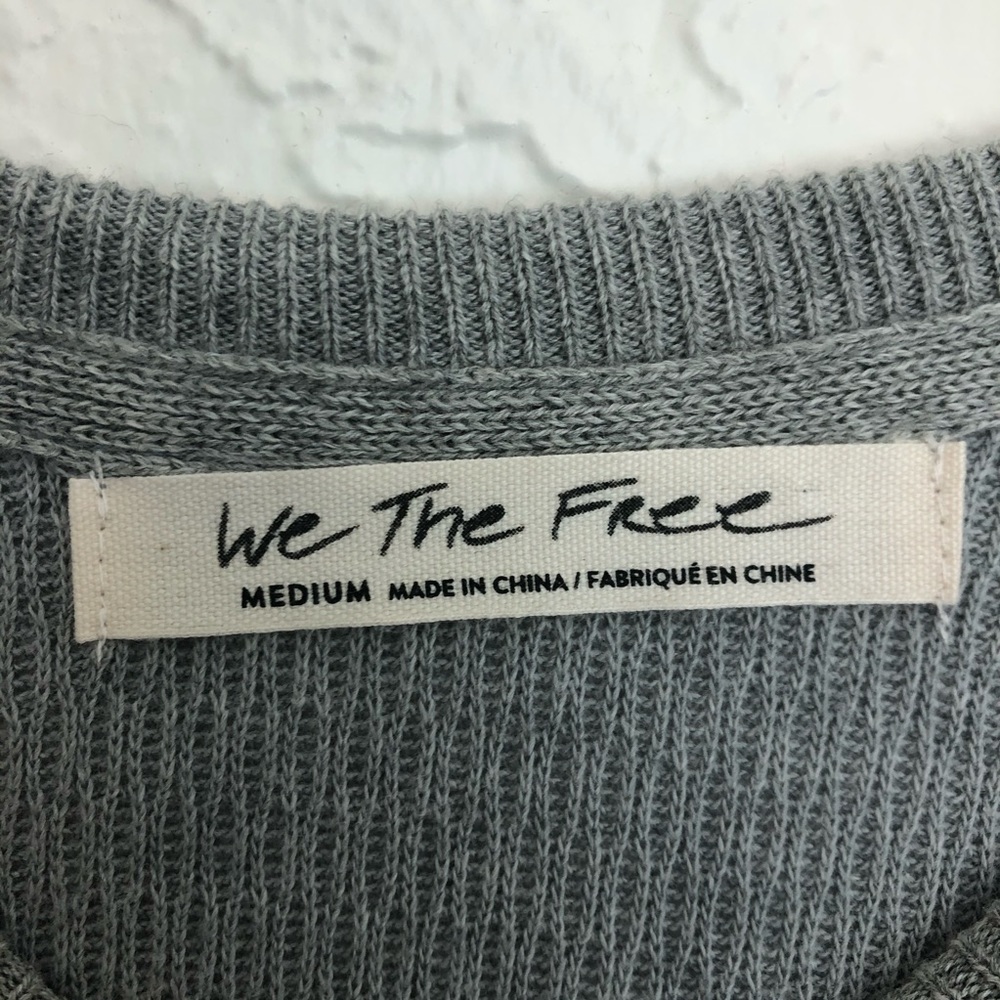 We The Free
MEDIUM MADE IN CHINA / FABRIQUÉ EN CHINE